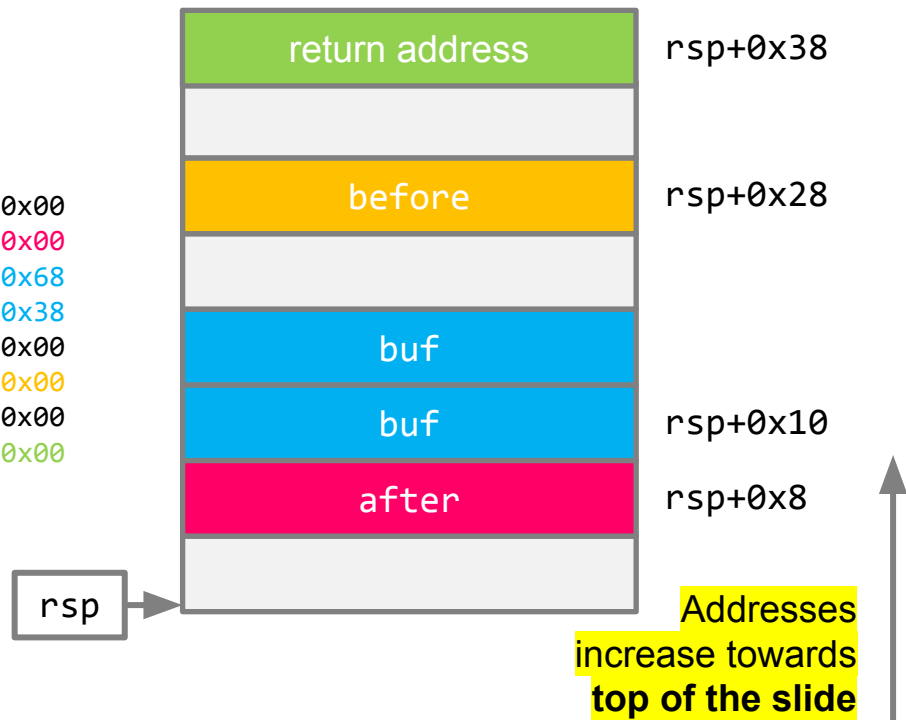 return address rsp+0x38
before rsp+0x28
0x00
0x00
0x68
0x38
0x00
0x00
0x00
0x00
buf
buf rsp+0x10
after rsp+0x8
rsp
Addresses
increase towards
top of the slide